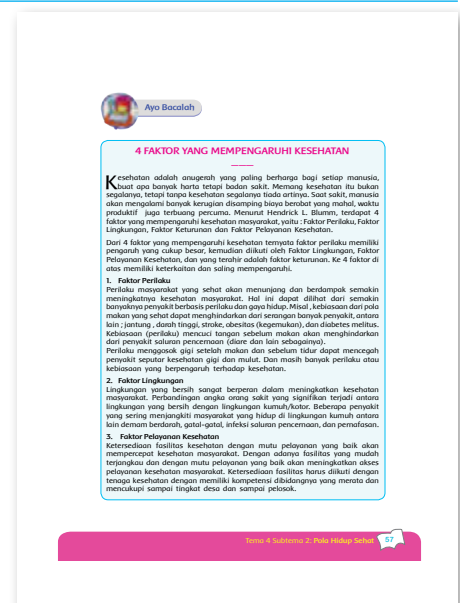 Ayo Bacalah
4 FAKTOR YANG MEMPENGARUHI KESEHATAN
Kesehatan adalah anugerah yang paling berharga bagi setiap manusia,
buat apa banyak harta tetapi badan sakit. Memang kesehatan itu bukan
segalanya, tetapi tanpa kesehatan segalanya tiada artinya. Saat sakit, manusia
akan mengalami banyak kerugian disamping biaya berobat yang mahal, waktu
produktif juga terbuang percuma. Menurut Hendrick L. Blumm, terdapat 4
faktor yang mempengaruhi kesehatan masyarakat, yaitu : Faktor Perilaku, Faktor
Lingkungan, Faktor Keturunan dan Faktor Pelayanan Kesehatan.
Dari 4 faktor yang mempengaruhi kesehatan ternyata faktor perilaku memiliki
pengaruh yang cukup besar, kemudian diikuti oleh Faktor Lingkungan, Faktor
Pelayanan Kesehatan, dan yang terahir adalah faktor keturunan. Ke 4 faktor di
atas memiliki keterkaitan dan saling mempengaruhi.
1. Faktor Perilaku
Perilaku masyarakat yang sehat akan menunjang dan berdampak semakin
meningkatnya kesehatan masyarakat. Hal ini dapat dilihat dari semakin
banyaknya penyakit berbasis perilaku dan gaya hidup. Misal , kebiasaan dari pola
makan yang sehat dapat menghindarkan dari serangan banyak penyakit, antara
lain ; jantung , darah tinggi, stroke, obesitas (kegemukan), dan diabetes melitus.
Kebiasaan (perilaku) mencuci tangan sebelum makan akan menghindarkan
dari penyakit saluran pencernaan (diare dan lain sebagainya).
Perilaku menggosok gigi setelah makan dan sebelum tidur dapat mencegah
penyakit seputar kesehatan gigi dan mulut. Dan masih banyak perilaku atau
kebiasaan yang berpengaruh terhadap kesehatan.
2. Faktor Lingkungan
Lingkungan yang bersih sangat berperan dalam meningkatkan kesehatan
masyarakat. Perbandingan angka orang sakit yang signifikan terjadi antara
lingkungan yang bersih dengan lingkungan kumuh/kotor. Beberapa penyakit
yang sering menjangkiti masyarakat yang hidup di lingkungan kumuh antara
lain demam berdarah, gatal-gatal, infeksi saluran pencernaan, dan pernafasan.
3. Faktor Pelayanan Kesehatan
Ketersediaan fasilitas kesehatan dengan mutu pelayanan yang baik akan
mempercepat kesehatan masyarakat. Dengan adanya fasilitas yang mudah
terjangkau dan dengan mutu pelayanan yang baik akan meningkatkan akses
pelayanan kesehatan masyarakat. Ketersediaan fasilitas harus diikuti dengan
tenaga kesehatan dengan memiliki kompetensi dibidangnya yang merata dan
mencukupi sampai tingkat desa dan sampai pelosok.
Tema 4 Subtema 2: Pola Hidup Sehat 57